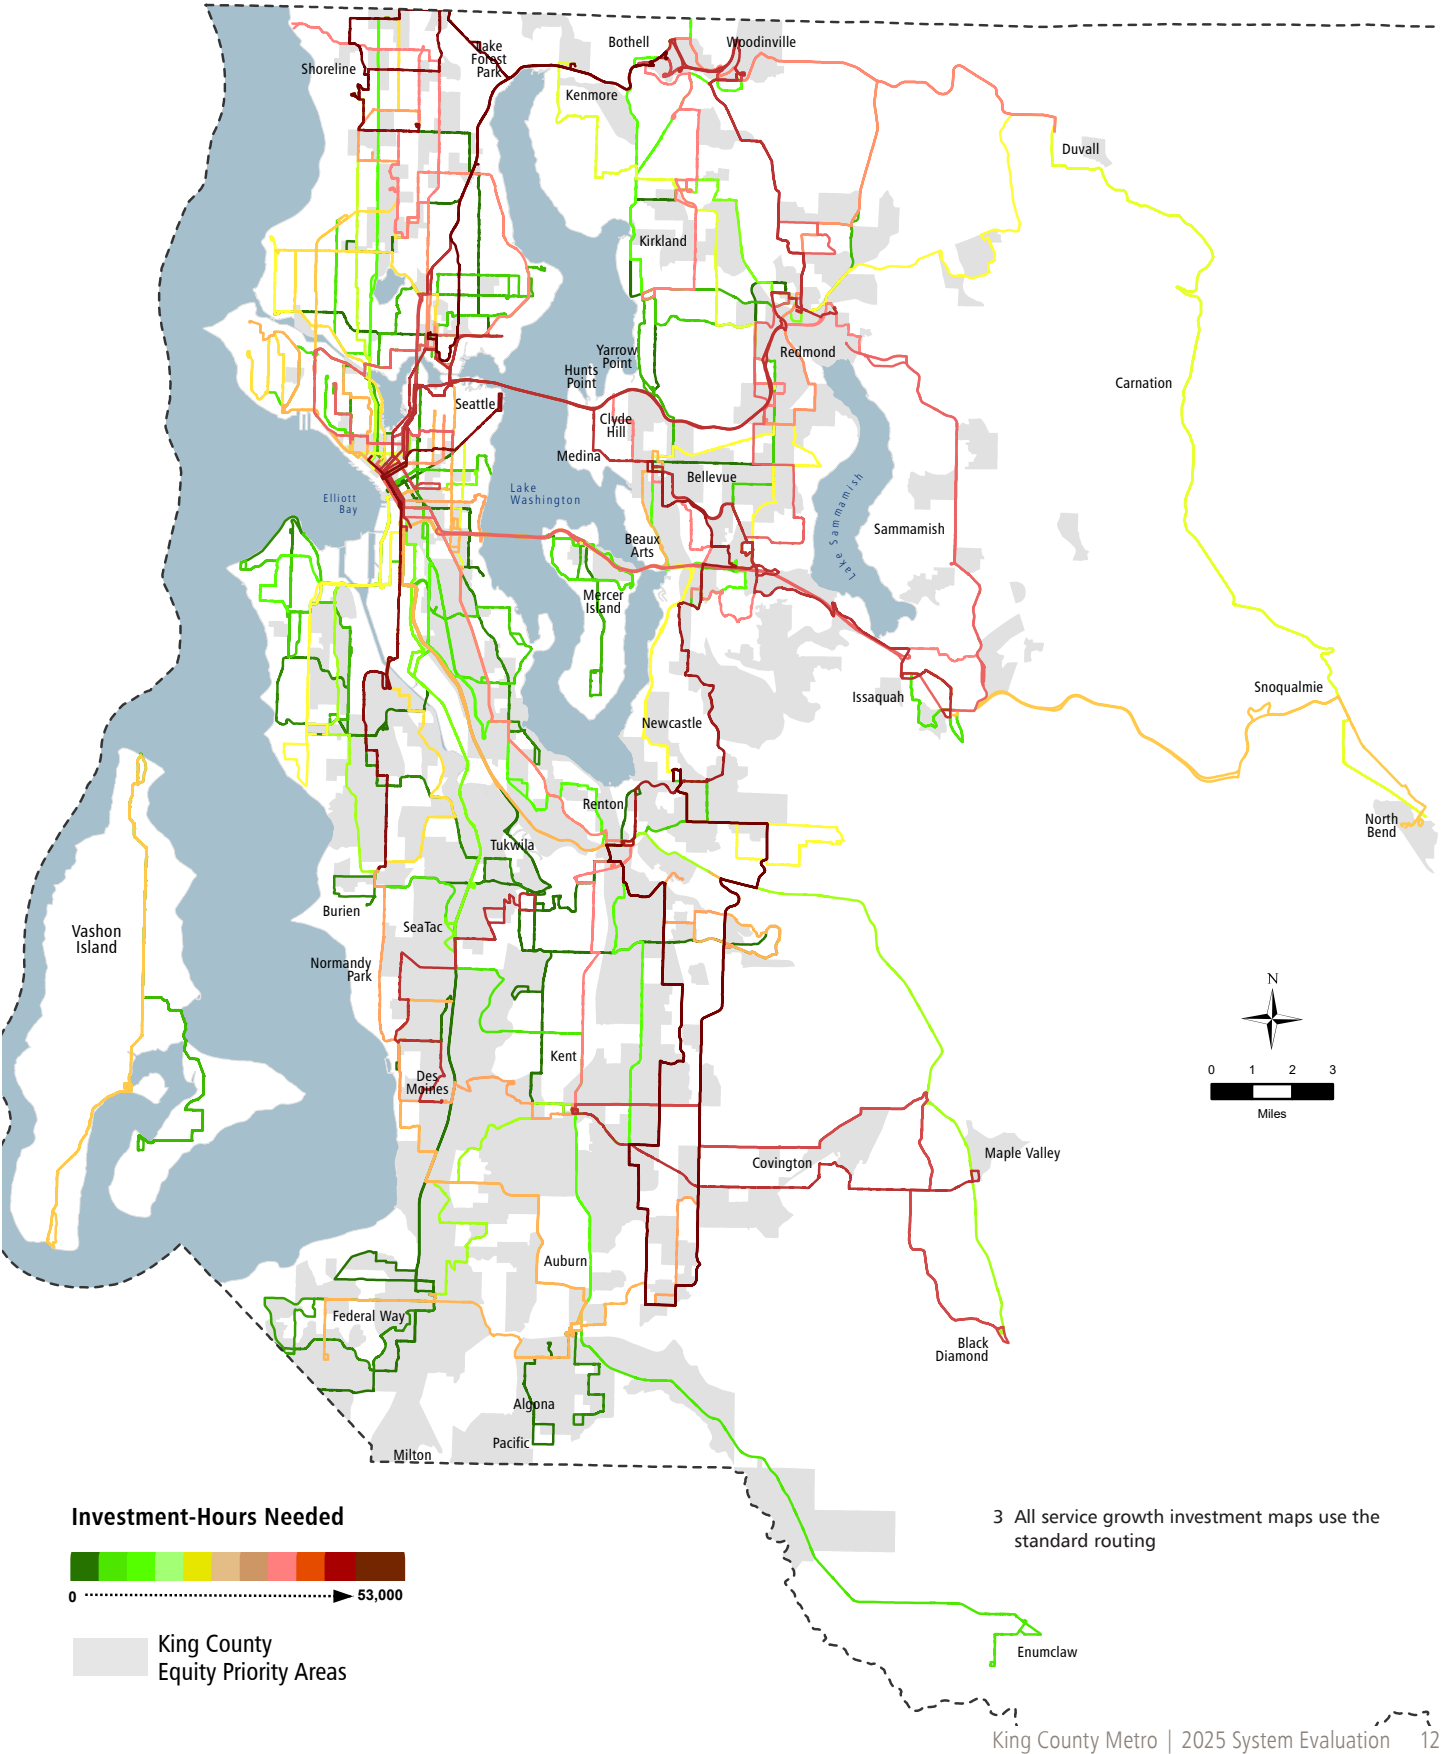 Shoreline
Lake
Forest
Park
Bothell
Woodinville
Kenmore
Duvall
Kirkland
Yarrow
Point
Hunts
Point
Redmond
Carnation
Seattle
Clyde
Hill
Medina
Bellevue
Elliott
Bay
Lake
Washington
Lake Sammamish
Sammamish
Beaux
Arts
Mercer
Island
Issaquah
Snoqualmie
Newcastle
Renton
North
Bend
Tukwila
Burien
SeaTac
Vashon
Island
Normandy
Park
N
Kent
0 1 2 3
Miles
Des
Moines
Covington
Maple Valley
Auburn
Federal Way
Black
Diamond
Algona
Pacific
Milton
Investment-Hours Needed
0 53,000
King County
Equity Priority Areas
3 All service growth investment maps use the
standard routing
Enumclaw
King County Metro | 2025 System Evaluation 12